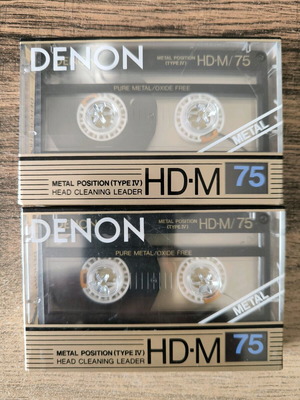 DENON
METAL POSITION
(TYPE IV)
HD-M/75
PURE METAL/OXIDE FREE
METAL
METAL POSITION (TYPE IV)
HEAD CLEANING LEADER
HD-M 75
DENON
METAL POSITION
(TYPE IV)
HD-M/75
PURE METAL/OXIDE FREE
METAL
METAL POSITION (TYPE IV)
HEAD CLEANING LEADER
HD-M 75